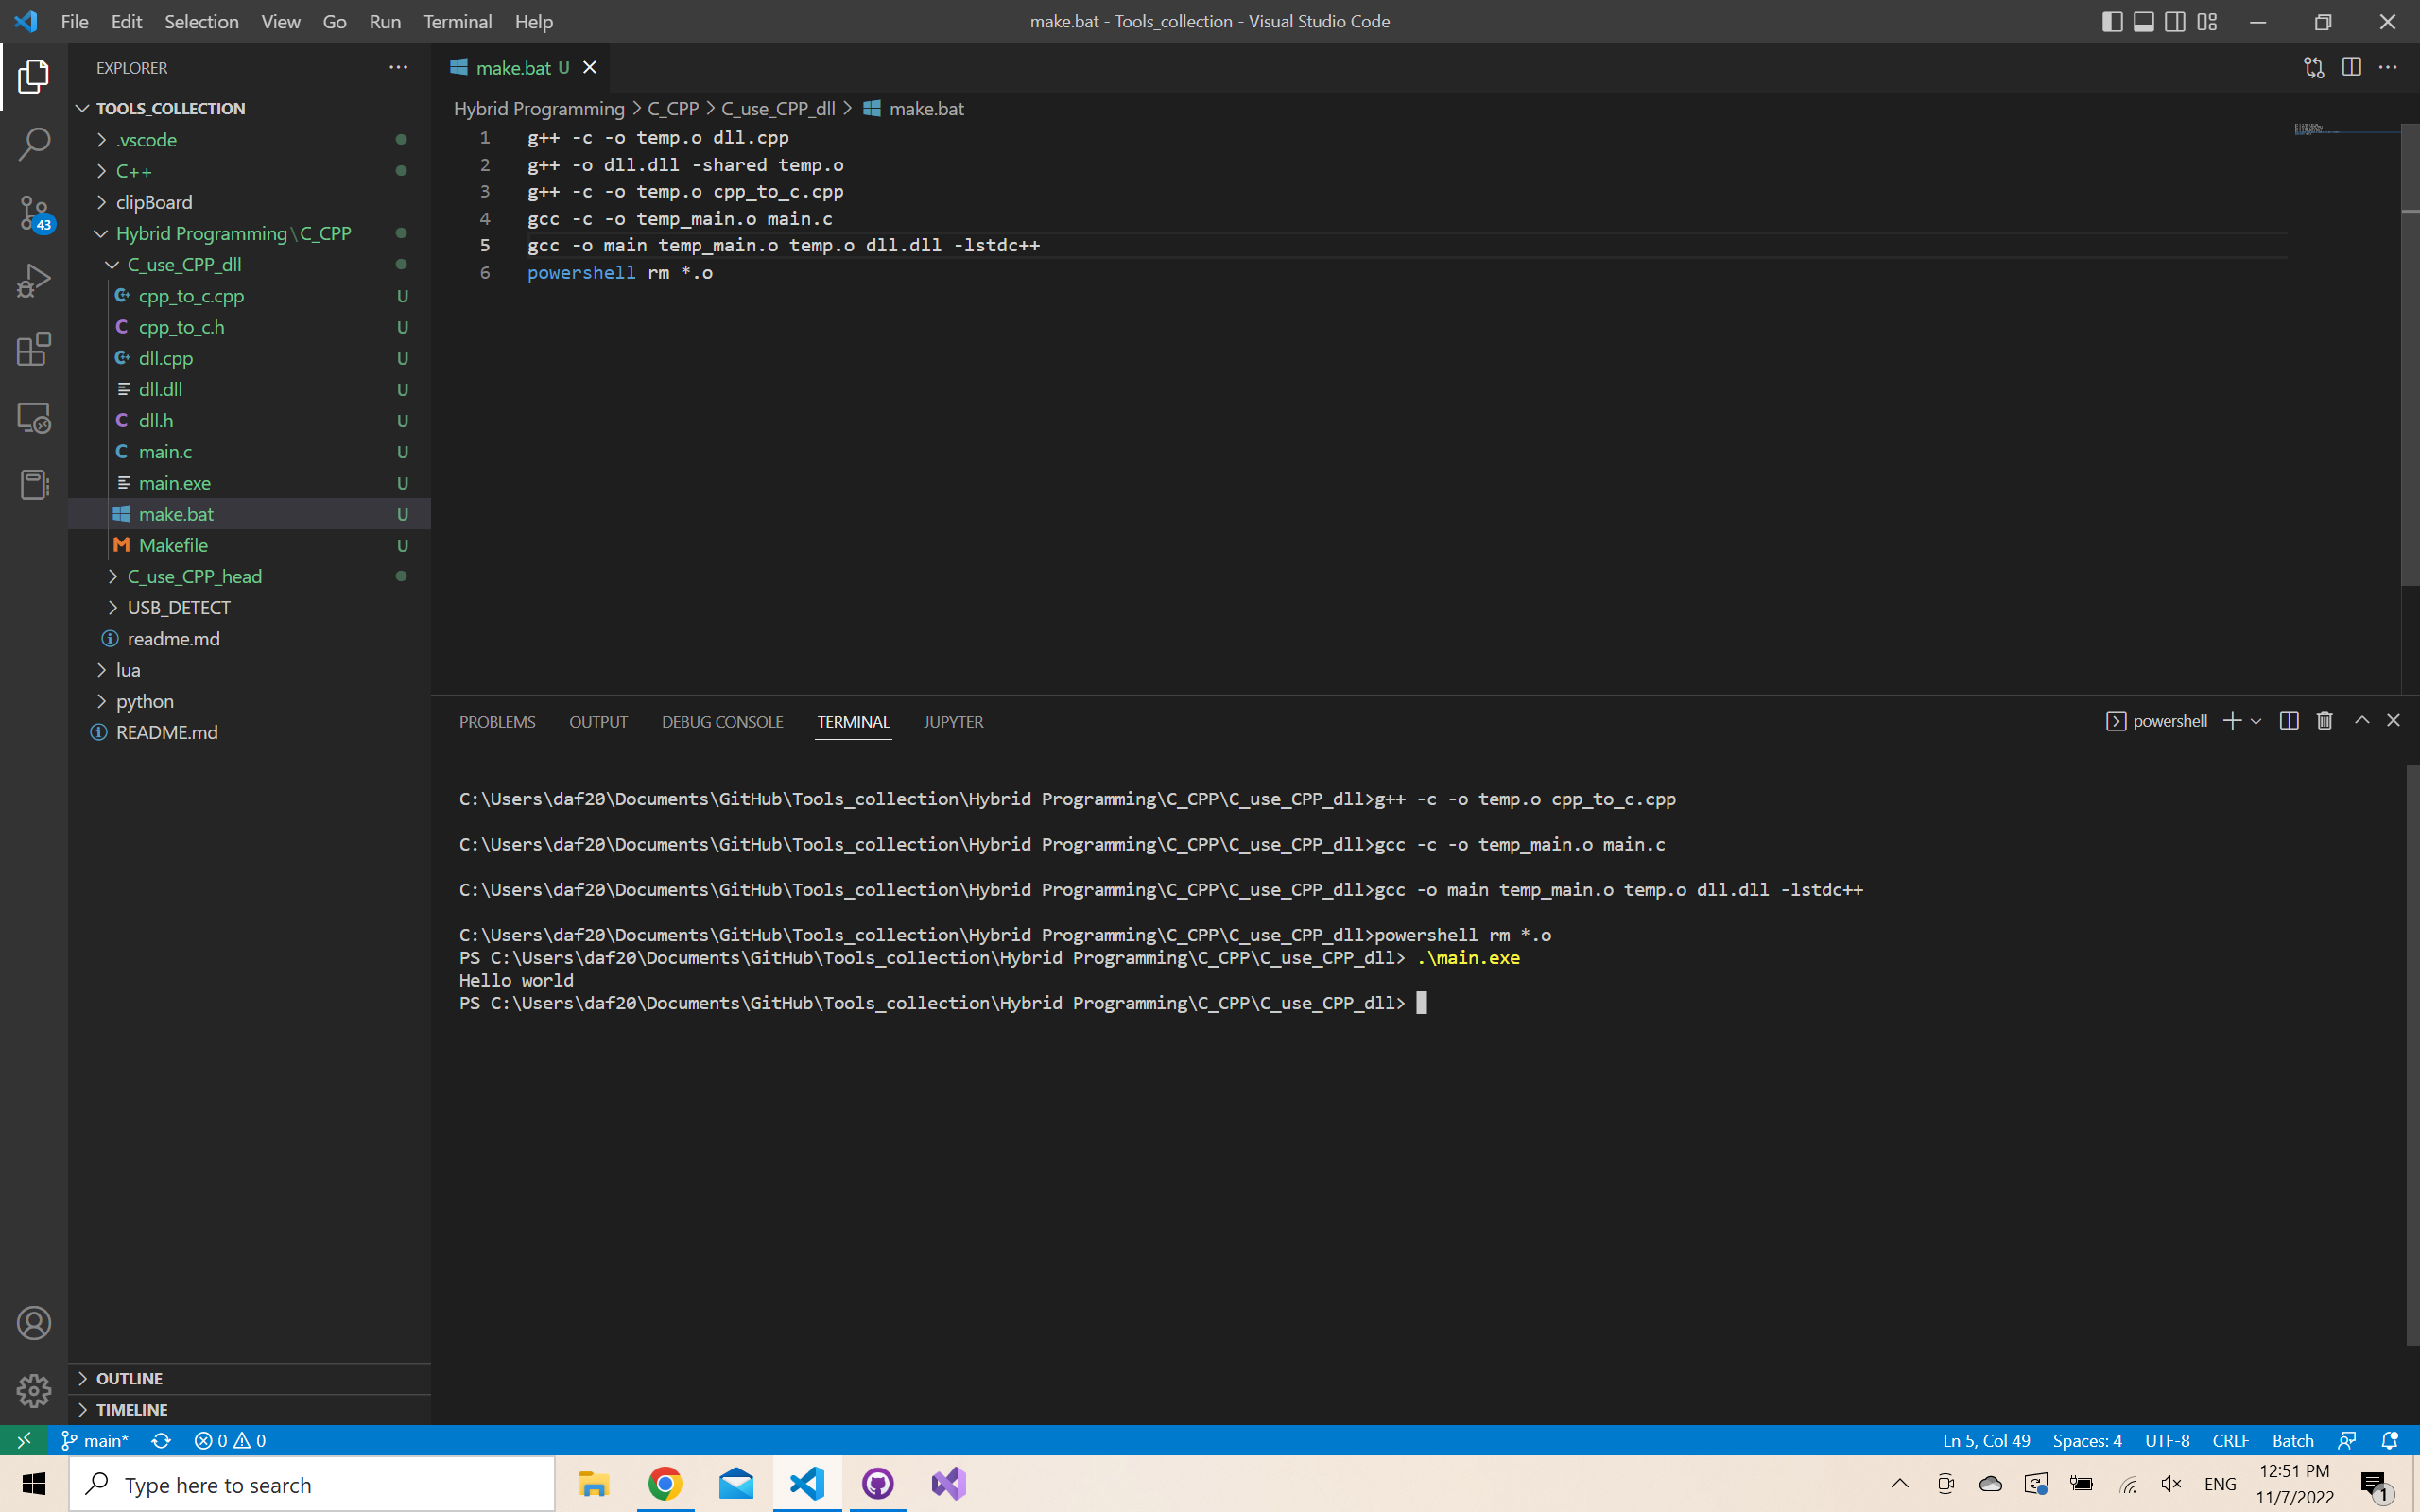 File Edit Selection View Go Run Terminal Help
make.bat - Tools_collection - Visual Studio Code
EXPLORER
TOOLS_COLLECTION
.vscode
C++
clipBoard
Hybrid Programming\C_CPP
C_use_CPP_dll
cpp_to_c.cpp U
cpp_to_c.h U
dll.cpp U
dll.dll U
dll.h U
main.c U
main.exe U
make.bat U
Makefile U
C_use_CPP_head
USB_DETECT
readme.md
lua
python
README.md
OUTLINE
TIMELINE
43
make.bat U
Hybrid Programming > C_CPP > C_use_CPP_dll > make.bat
1 g++ -c -o temp.o dll.cpp
2 g++ -o dll.dll -shared temp.o
3 g++ -c -o temp.o cpp_to_c.cpp
4 gcc -c -o temp_main.o main.c
5 gcc -o main temp_main.o temp.o dll.dll -lstdc++
6 powershell rm *.o
PROBLEMS OUTPUT DEBUG CONSOLE TERMINAL JUPYTER
powershell
C:\Users\daf20\Documents\GitHub\Tools_collection\Hybrid Programming\C_CPP\C_use_CPP_dll>g++ -c -o temp.o cpp_to_c.cpp
C:\Users\daf20\Documents\GitHub\Tools_collection\Hybrid Programming\C_CPP\C_use_CPP_dll>gcc -c -o temp_main.o main.c
C:\Users\daf20\Documents\GitHub\Tools_collection\Hybrid Programming\C_CPP\C_use_CPP_dll>gcc -o main temp_main.o temp.o dll.dll -lstdc++
C:\Users\daf20\Documents\GitHub\Tools_collection\Hybrid Programming\C_CPP\C_use_CPP_dll>powershell rm *.o
PS C:\Users\daf20\Documents\GitHub\Tools_collection\Hybrid Programming\C_CPP\C_use_CPP_dll> .\main.exe
Hello world
PS C:\Users\daf20\Documents\GitHub\Tools_collection\Hybrid Programming\C_CPP\C_use_CPP_dll>
main* 0 0
Ln 5, Col 49 Spaces: 4 UTF-8 CRLF Batch
Type here to search
ENG
12:51 PM
11/7/2022
1